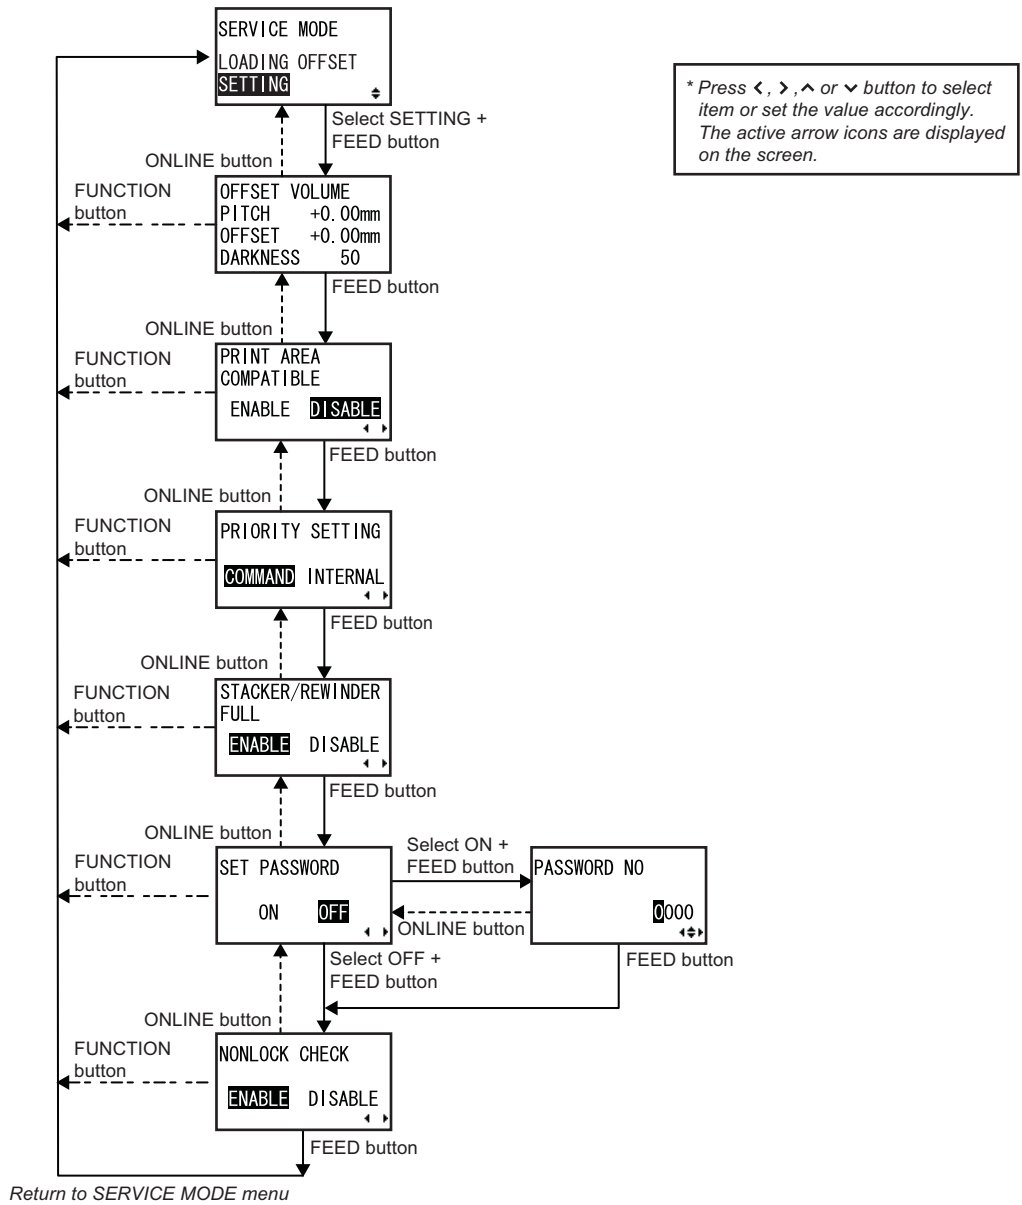 SERVICE MODE
LOADING OFFSET
SETTING
* Press <, >, ∧ or ∨ button to select
item or set the value accordingly.
The active arrow icons are displayed
on the screen.
Select SETTING +
FEED button
ONLINE button
FUNCTION
button
OFFSET VOLUME
PITCH +0.00mm
OFFSET +0.00mm
DARKNESS 50
FEED button
ONLINE button
FUNCTION
button
PRINT AREA
COMPATIBLE
ENABLE DISABLE
FEED button
ONLINE button
FUNCTION
button
PRIORITY SETTING
COMMAND INTERNAL
FEED button
ONLINE button
FUNCTION
button
STACKER/REWINDER
FULL
ENABLE DISABLE
FEED button
ONLINE button
FUNCTION
button
SET PASSWORD
ON OFF
Select ON +
FEED button
PASSWORD NO
0000
ONLINE button
Select OFF +
FEED button
FEED button
ONLINE button
FUNCTION
button
NONLOCK CHECK
ENABLE DISABLE
FEED button
Return to SERVICE MODE menu